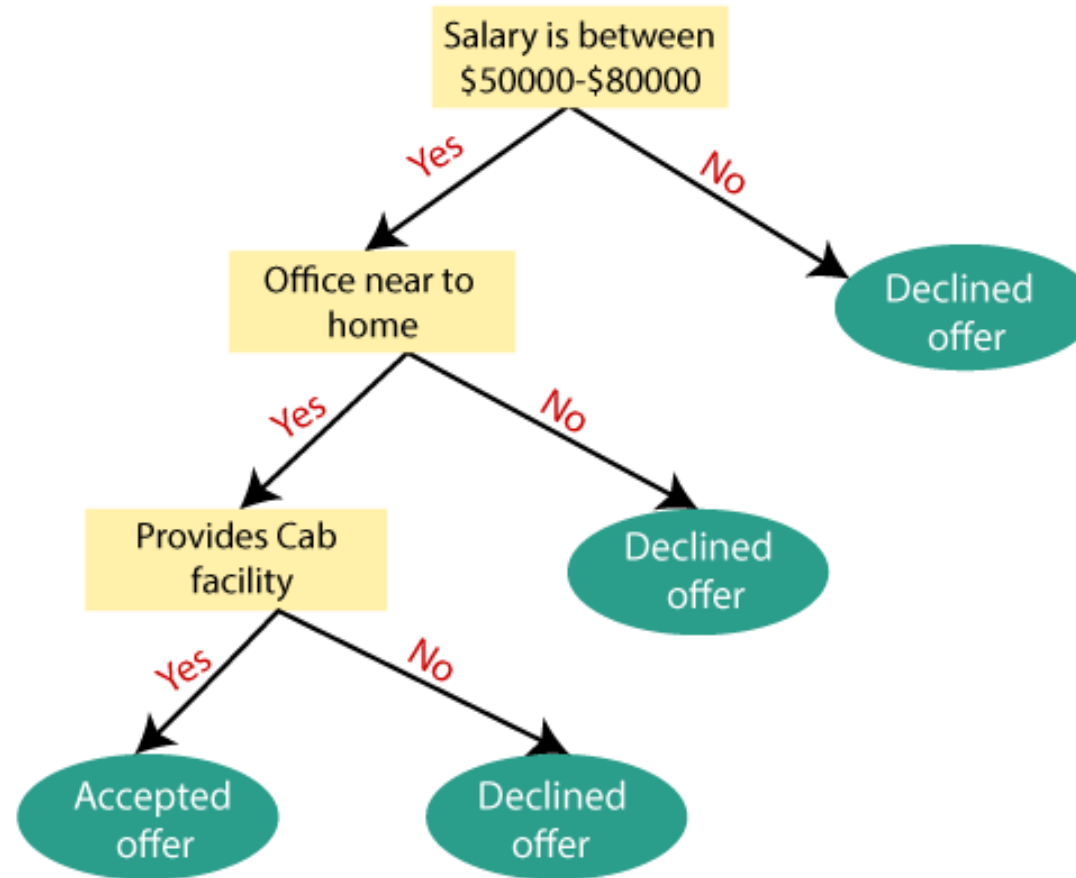 Salary is between
$50000-$80000
Yes
No
Office near to
home
Declined
offer
Yes
No
Provides Cab
facility
Declined
offer
Yes
No
Accepted
offer
Declined
offer